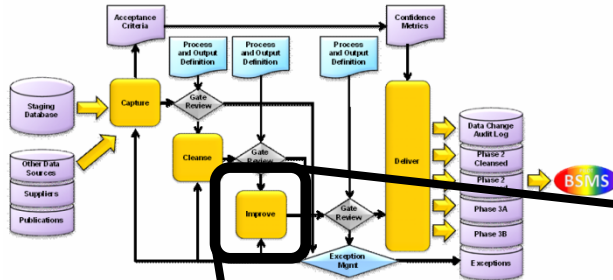 Acceptance
Criteria
Confidence
Metrics
Process
and Output
Definition
Process
and Output
Definition
Process
and Output
Definition
Staging
Database
Capture
Gate
Review
Data Change
Audit Log
Other Data
Sources
Suppliers
Publications
Cleanse
Gate
Review
Deliver
Phase 2
Cleansed
Phase 2
BSMS
Improve
Gate
Review
Phase 3A
Phase 3B
Exception
Mgmt
Exceptions